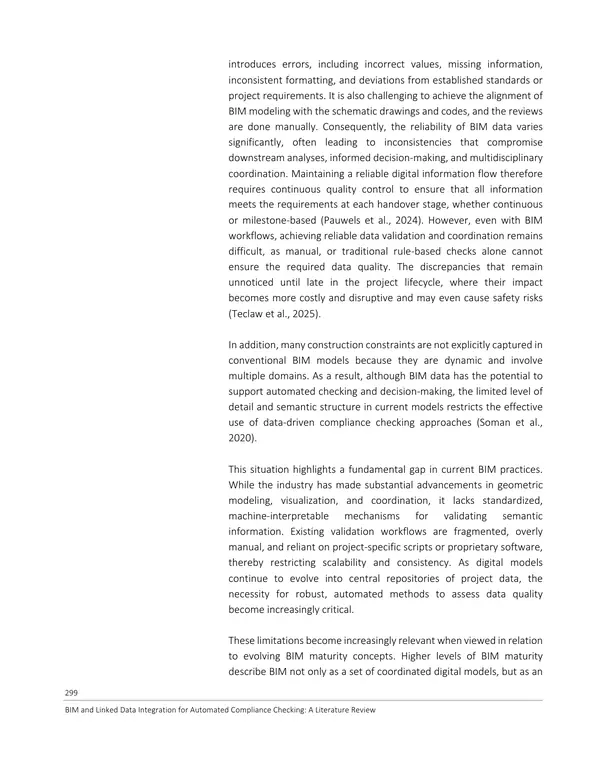 introduces errors, including incorrect values, missing information,
inconsistent formatting, and deviations from established standards or
project requirements. It is also challenging to achieve the alignment of
BIM modeling with the schematic drawings and codes, and the reviews
are done manually. Consequently, the reliability of BIM data varies
significantly, often leading to inconsistencies that compromise
downstream analyses, informed decision-making, and multidisciplinary
coordination. Maintaining a reliable digital information flow therefore
requires continuous quality control to ensure that all information
meets the requirements at each handover stage, whether continuous
or milestone-based (Pauwels et al., 2024). However, even with BIM
workflows, achieving reliable data validation and coordination remains
difficult, as manual, or traditional rule-based checks alone cannot
ensure the required data quality. The discrepancies that remain
unnoticed until late in the project lifecycle, where their impact
becomes more costly and disruptive and may even cause safety risks
(Teclaw et al., 2025).
In addition, many construction constraints are not explicitly captured in
conventional BIM models because they are dynamic and involve
multiple domains. As a result, although BIM data has the potential to
support automated checking and decision-making, the limited level of
detail and semantic structure in current models restricts the effective
use of data-driven compliance checking approaches (Soman et al.,
2020).
This situation highlights a fundamental gap in current BIM practices.
While the industry has made substantial advancements in geometric
modeling, visualization, and coordination, it lacks standardized,
machine-interpretable mechanisms for validating semantic
information. Existing validation workflows are fragmented, overly
manual, and reliant on project-specific scripts or proprietary software,
thereby restricting scalability and consistency. As digital models
continue to evolve into central repositories of project data, the
necessity for robust, automated methods to assess data quality
become increasingly critical.
These limitations become increasingly relevant when viewed in relation
to evolving BIM maturity concepts. Higher levels of BIM maturity
describe BIM not only as a set of coordinated digital models, but as an
299
BIM and Linked Data Integration for Automated Compliance Checking: A Literature Review